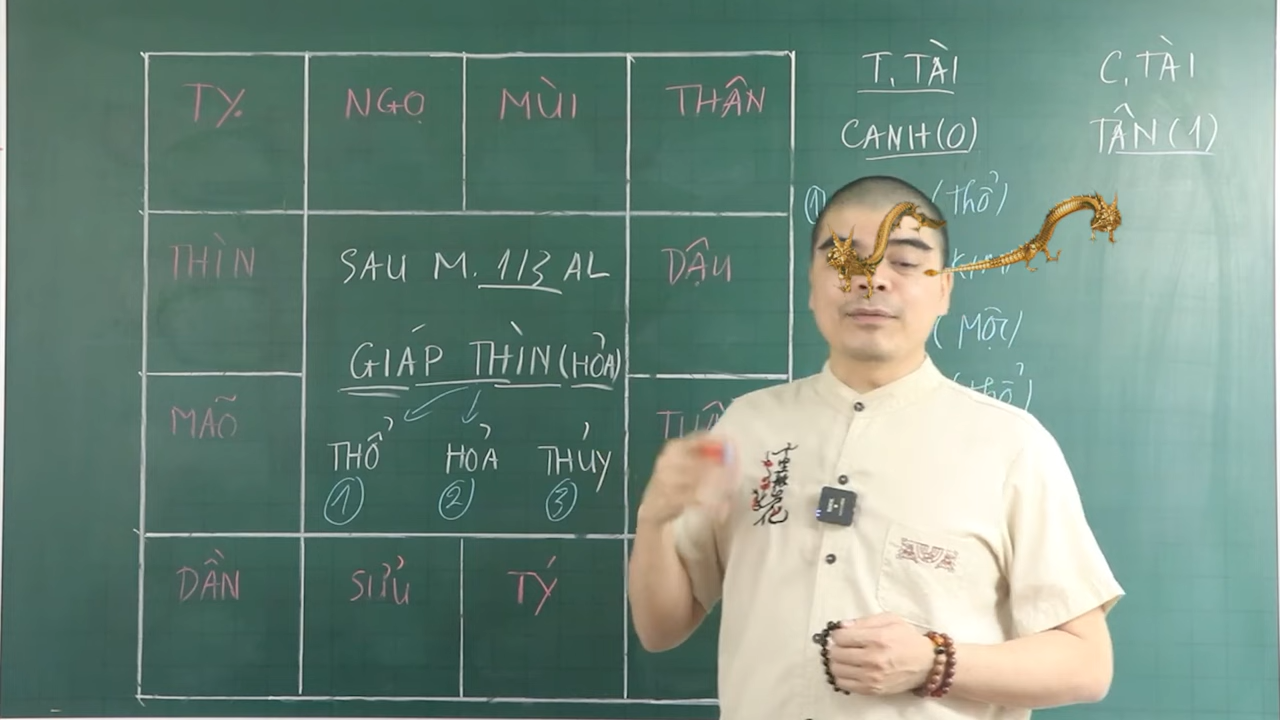 TỴ. NGỌ MÙI THÂN
THÌN DẬU
MÃO
DẦN SỬU TÝ
SAU M. 1/3 AL
GIÁP THÌN (HỎA)
THỔ HỎA THỦY
1 2 3
T, TÀI
CANH (0)
1 (Thổ)
(Mộc)
(thổ)
C, TÀI
TÂN (1)